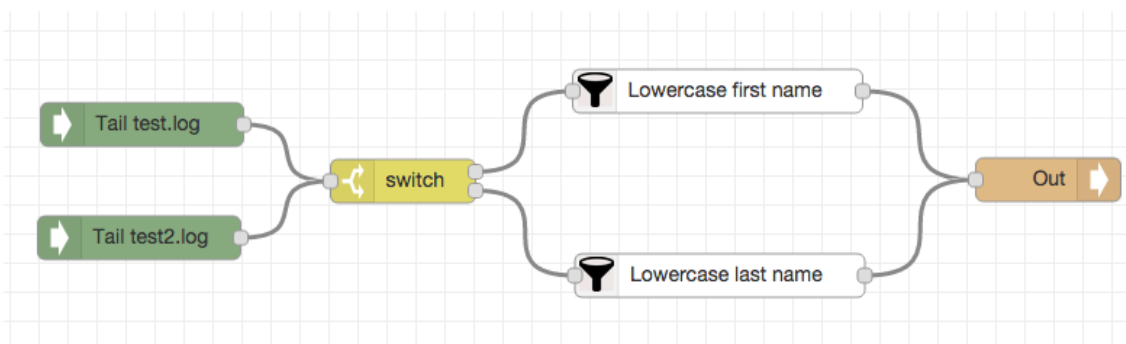 Tail test.log
Tail test2.log
switch
Lowercase first name
Lowercase last name
Out